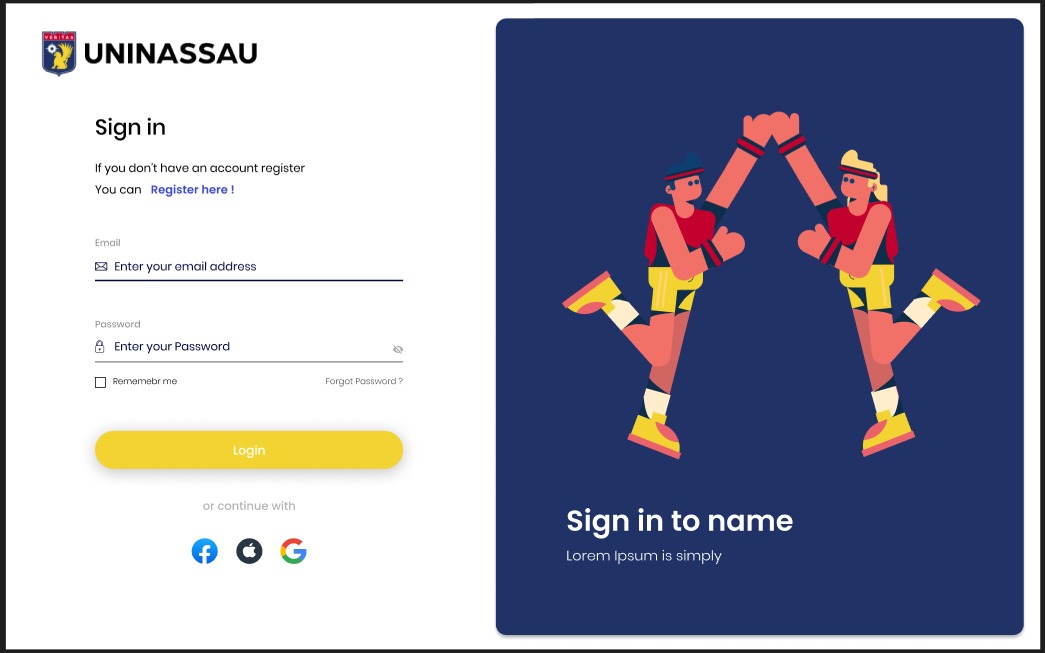 VERITAS
UNINASSAU
Sign in
If you don't have an account register
You can Register here !
Email
Enter your email address
Password
Enter your Password
Rememebr me
Forgot Password ?
Login
or continue with
Sign in to name
Lorem Ipsum is simply